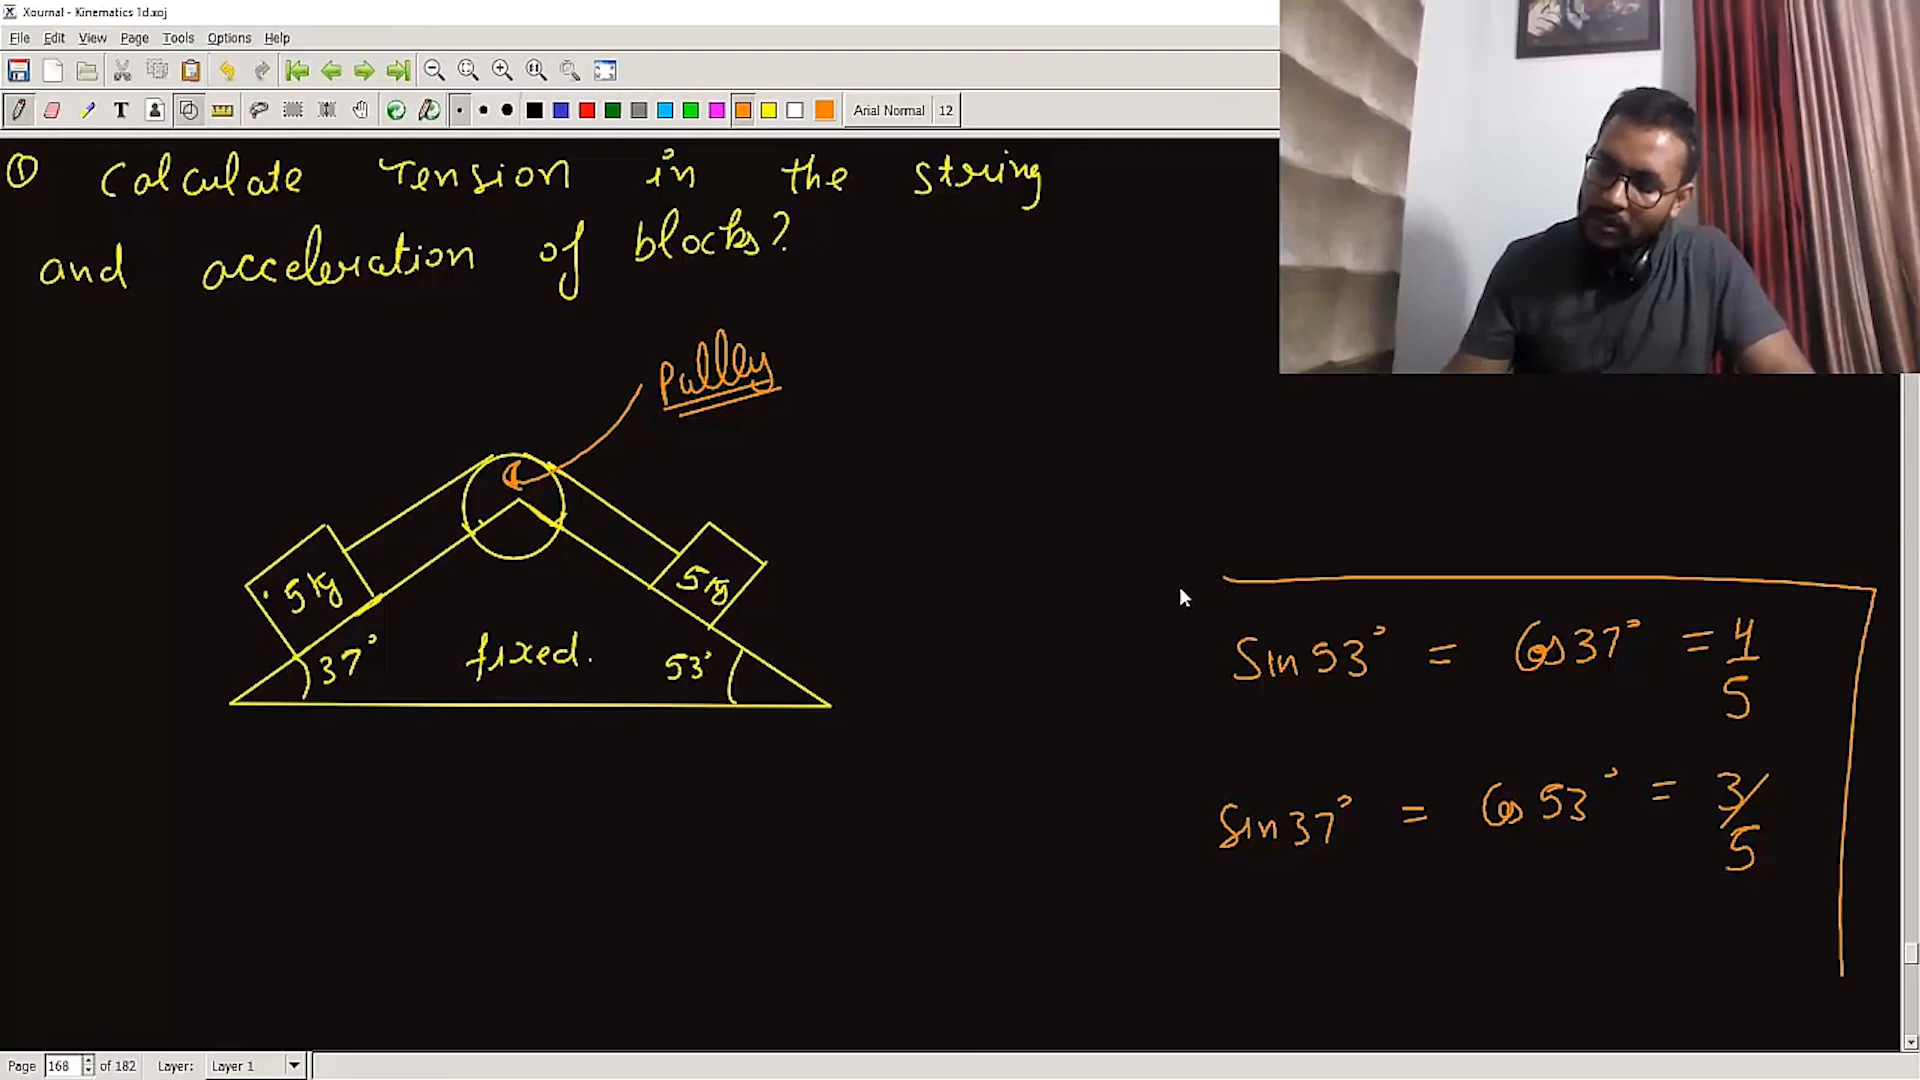 Xournal - Kinematics 1d.xoj
File Edit View Page Tools Options Help
Arial Normal 12
① Calculate Tension in the string
and acceleration of blocks?
Pulley
5kg
5kg
37°
fixed.
53°
Sin 53° = Cos 37° = 4/5
Sin 37° = Cos 53° = 3/5
Page 168 of 182 Layer: Layer 1